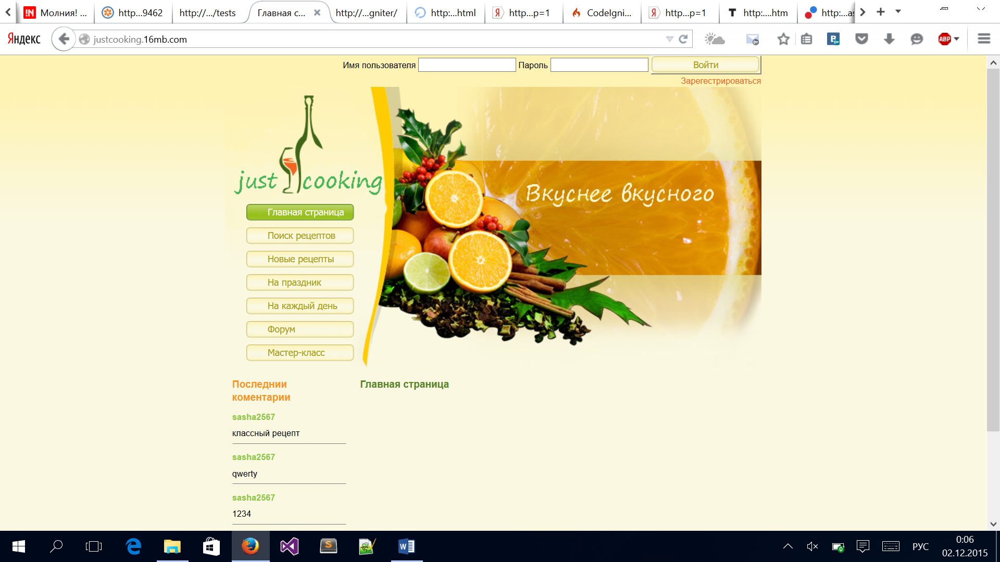 Молния! ...
http...9462
http://.../tests
Главная с...
http://...gniter/
http:...html
http...p=1
CodeIgni...
http...p=1
http:....htm
http:...as
Яндекс
justcooking.16mb.com
ABP
Имя пользователя
Пароль
Войти
Зарегестрироваться
just cooking
Вкуснее вкусного
Главная страница
Поиск рецептов
Новые рецепты
На праздник
На каждый день
Форум
Мастер-класс
Последнии
коментарии
Главная страница
sasha2567
классный рецепт
sasha2567
qwerty
sasha2567
1234
РУС
0:06
02.12.2015